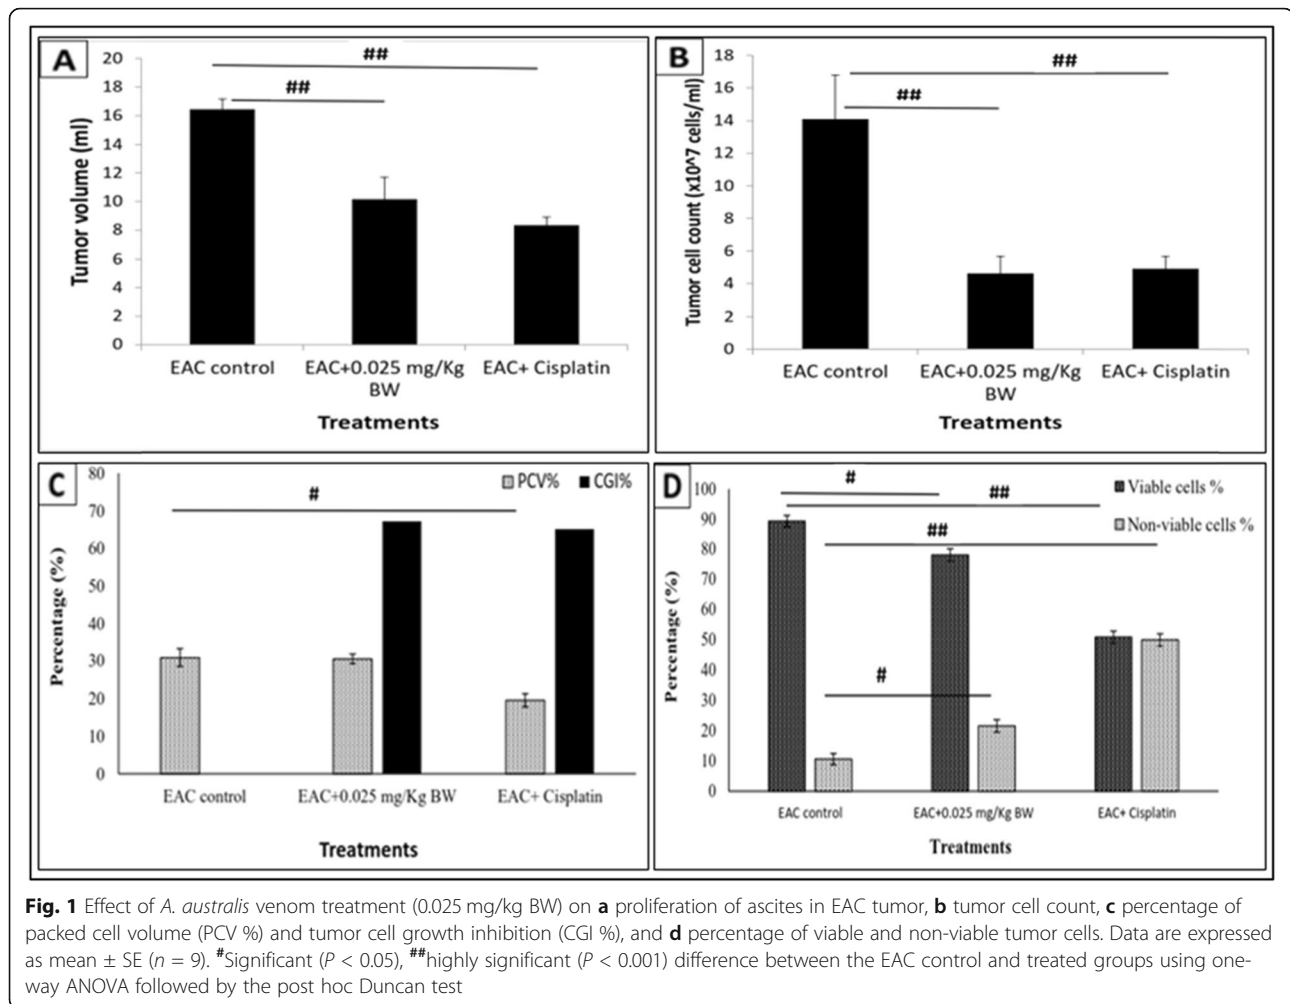 A
##
##
20
18
16
14
12
10
8
6
4
2
0
Tumor volume (ml)
EAC control
EAC+0.025 mg/Kg BW
EAC+ Cisplatin
Treatments
B
##
##
18
16
14
12
10
8
6
4
2
0
Tumor cell count (x10^7 cells/ml)
EAC control
EAC+0.025 mg/Kg BW
EAC+ Cisplatin
Treatments
C
PCV%
CGI%
#
80
70
60
50
40
30
20
10
0
Percentage (%)
EAC control
EAC+0.025 mg/Kg BW
EAC+ Cisplatin
Treatments
D
Viable cells %
Non-viable cells %
#
##
##
#
100
90
80
70
60
50
40
30
20
10
0
Percentage (%)
EAC control
EAC+0.025 mg/Kg BW
EAC+ Cisplatin
Treatments
Fig. 1 Effect of A. australis venom treatment (0.025 mg/kg BW) on a proliferation of ascites in EAC tumor, b tumor cell count, c percentage of
packed cell volume (PCV %) and tumor cell growth inhibition (CGI %), and d percentage of viable and non-viable tumor cells. Data are expressed
as mean ± SE (n = 9). #Significant (P < 0.05), ##highly significant (P < 0.001) difference between the EAC control and treated groups using one-
way ANOVA followed by the post hoc Duncan test